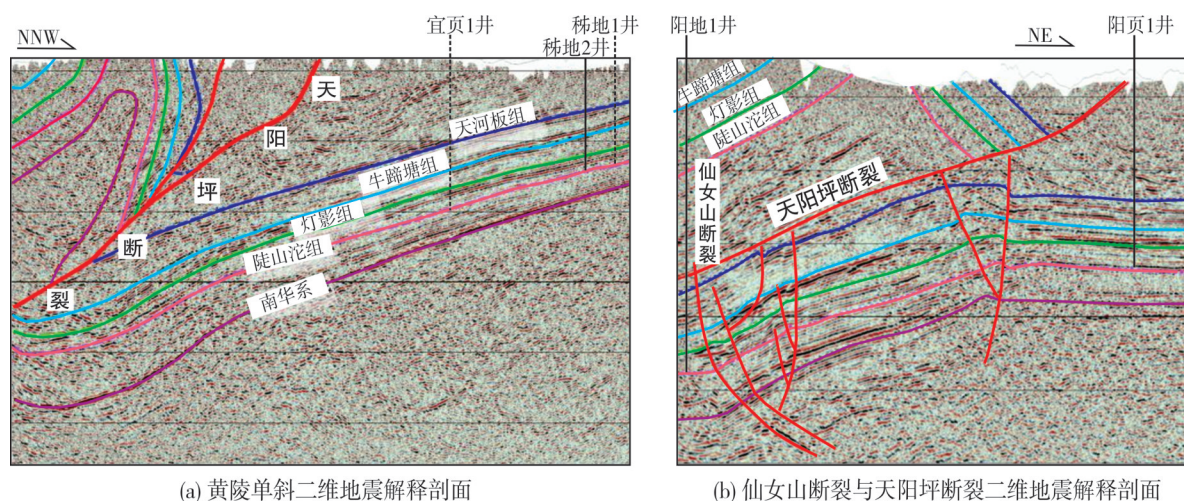 NNW
宜页1井
秭地1井
秭地2井
天
阳
坪
断
裂
天河板组
牛蹄塘组
灯影组
陡山沱组
南华系
(a) 黄陵单斜二维地震解释剖面
阳地1井
NE
阳页1井
牛蹄塘组
灯影组
陡山沱组
仙女山断裂
天阳坪断裂
(b) 仙女山断裂与天阳坪断裂二维地震解释剖面